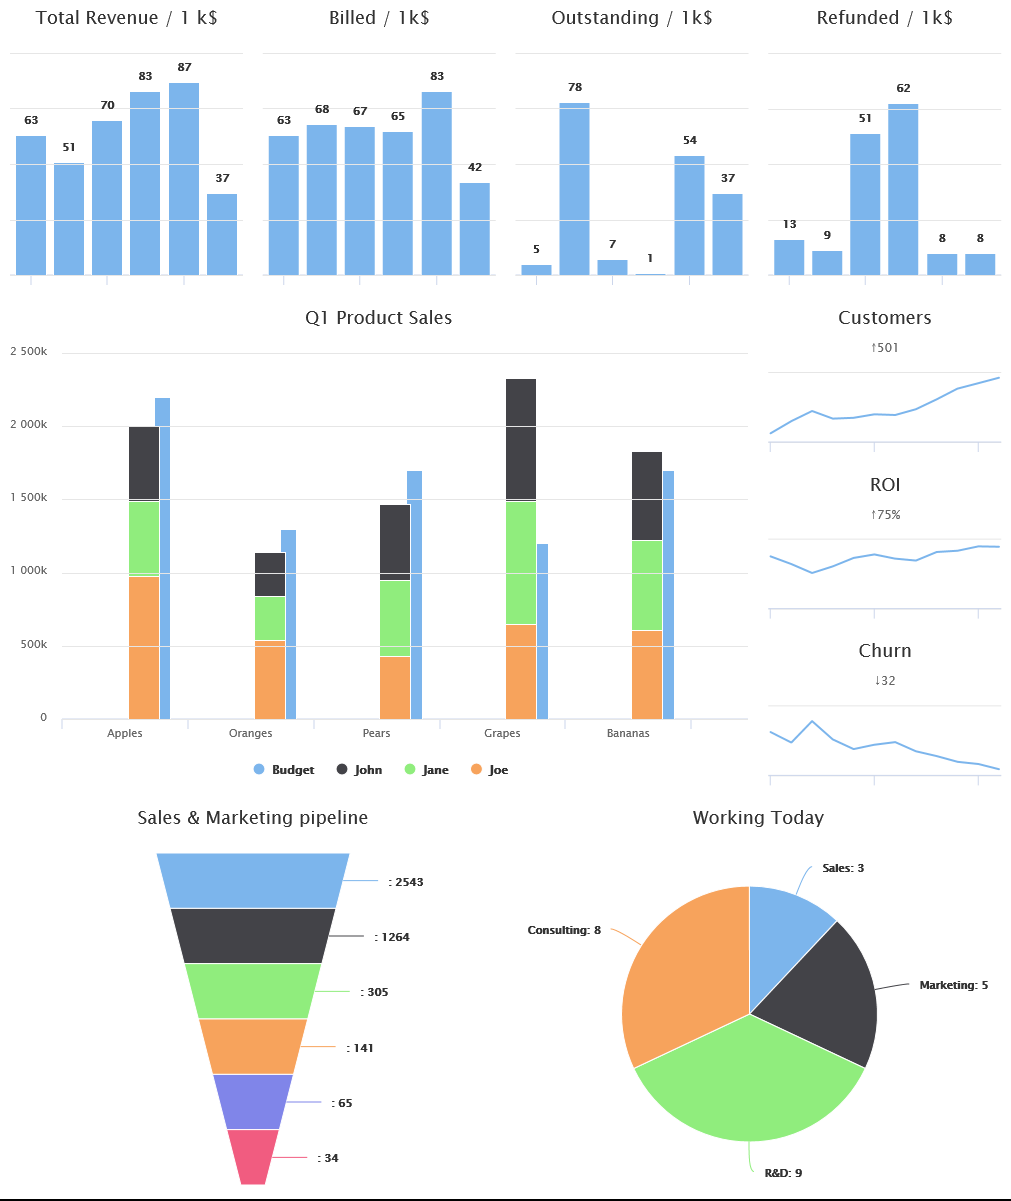 Total Revenue / 1 k$
63
51
70
83
87
37
Billed / 1k$
63
68
67
65
83
42
Outstanding / 1k$
5
78
7
1
54
37
Refunded / 1k$
13
9
51
62
8
8
Q1 Product Sales
2 500k
2 000k
1 500k
1 000k
500k
0
Apples
Oranges
Pears
Grapes
Bananas
Budget
John
Jane
Joe
Customers
↑501
ROI
↑75%
Churn
↓32
Sales & Marketing pipeline
: 2543
: 1264
: 305
: 141
: 65
: 34
Working Today
Sales: 3
Consulting: 8
Marketing: 5
R&D: 9